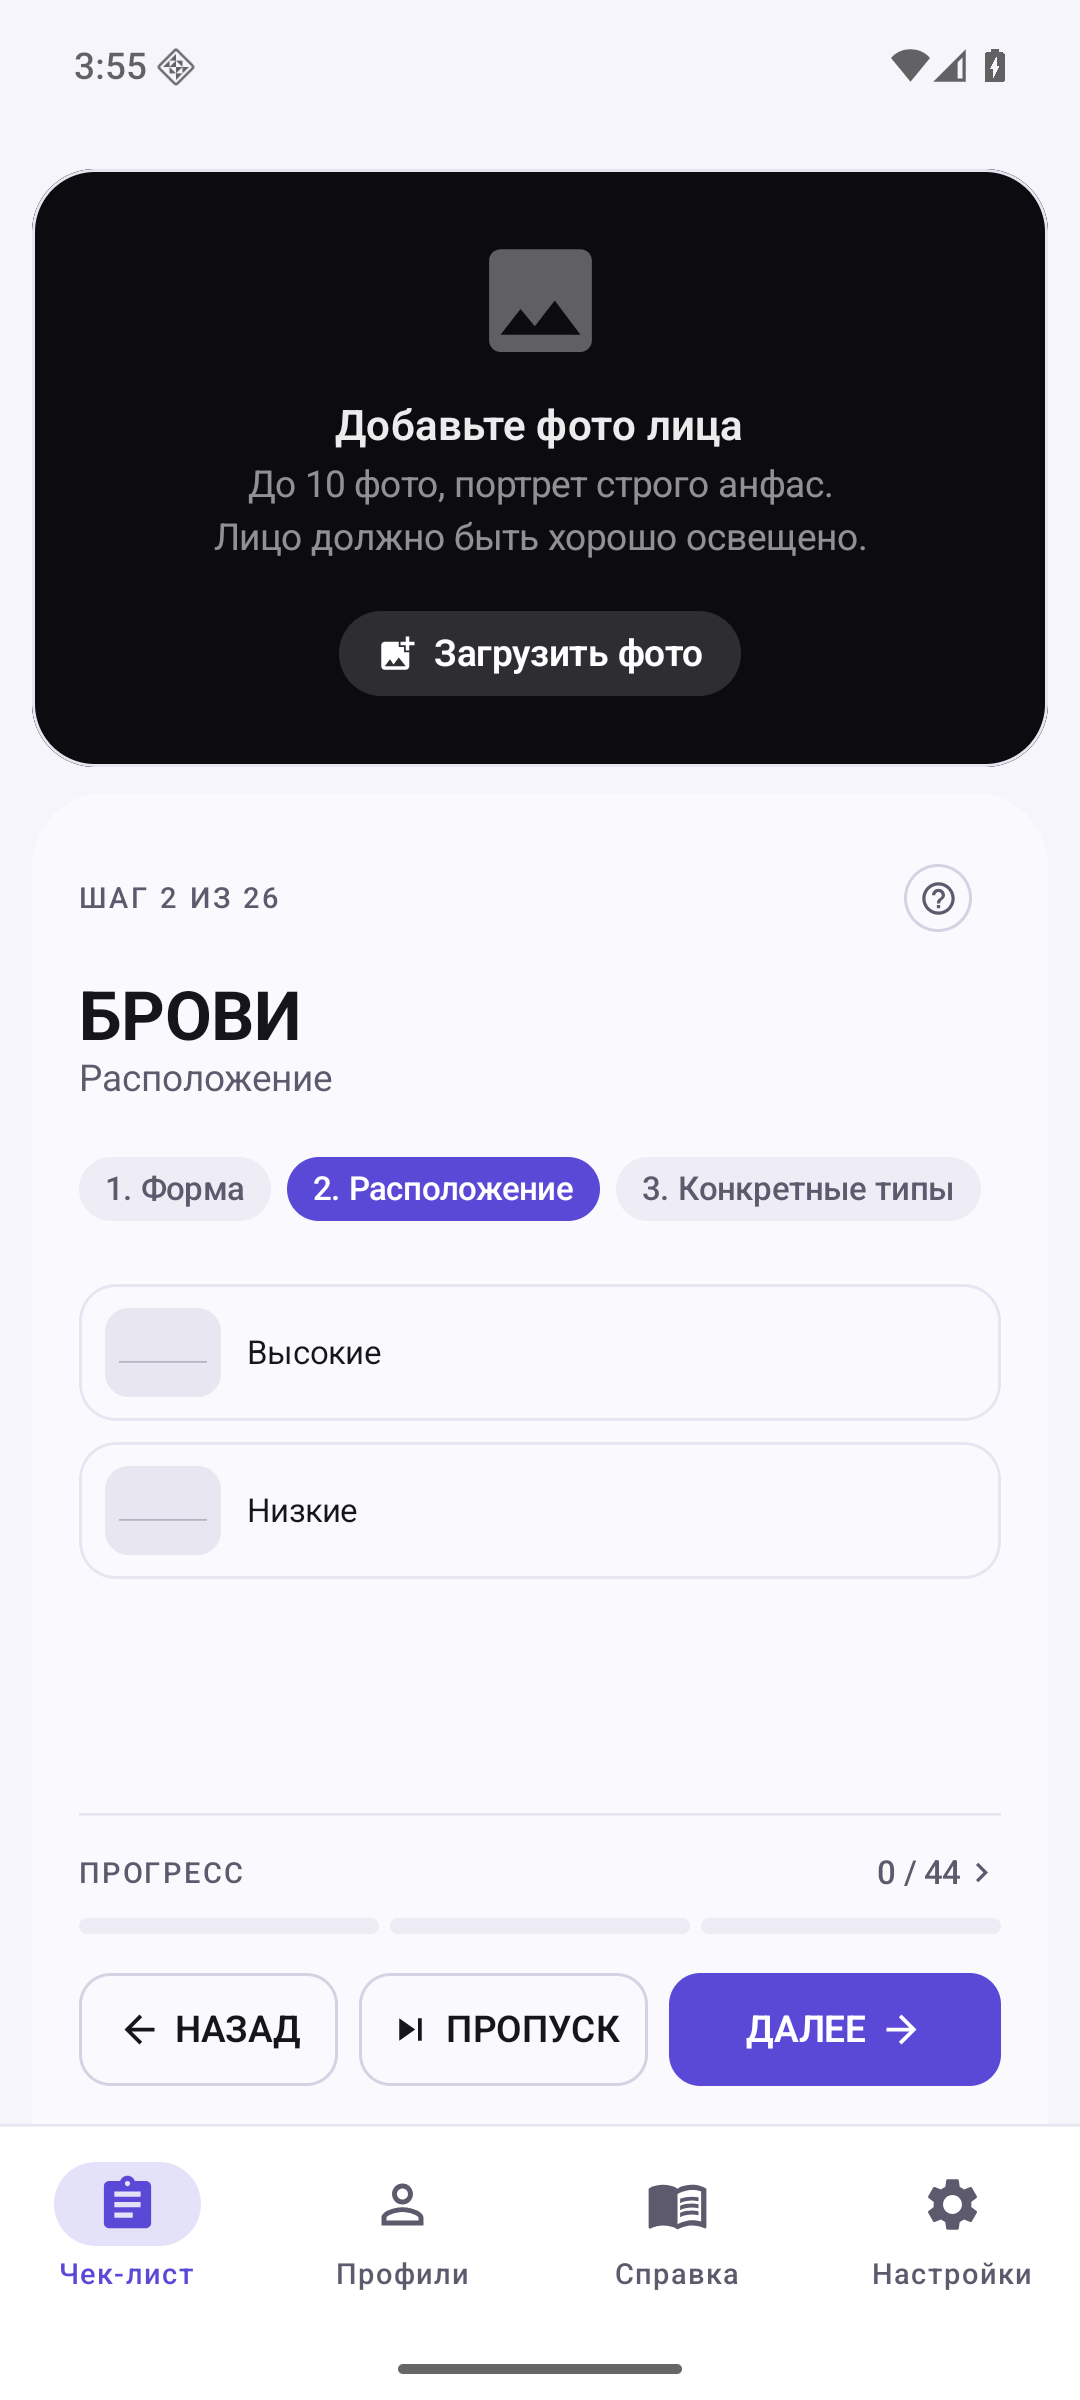 3:55
Добавьте фото лица
До 10 фото, портрет строго анфас.
Лицо должно быть хорошо освещено.
Загрузить фото
ШАГ 2 ИЗ 26
БРОВИ
Расположение
1. Форма
2. Расположение
3. Конкретные типы
Высокие
Низкие
ПРОГРЕСС
0 / 44
НАЗАД
ПРОПУСК
ДАЛЕЕ
Чек-лист
Профили
Справка
Настройки